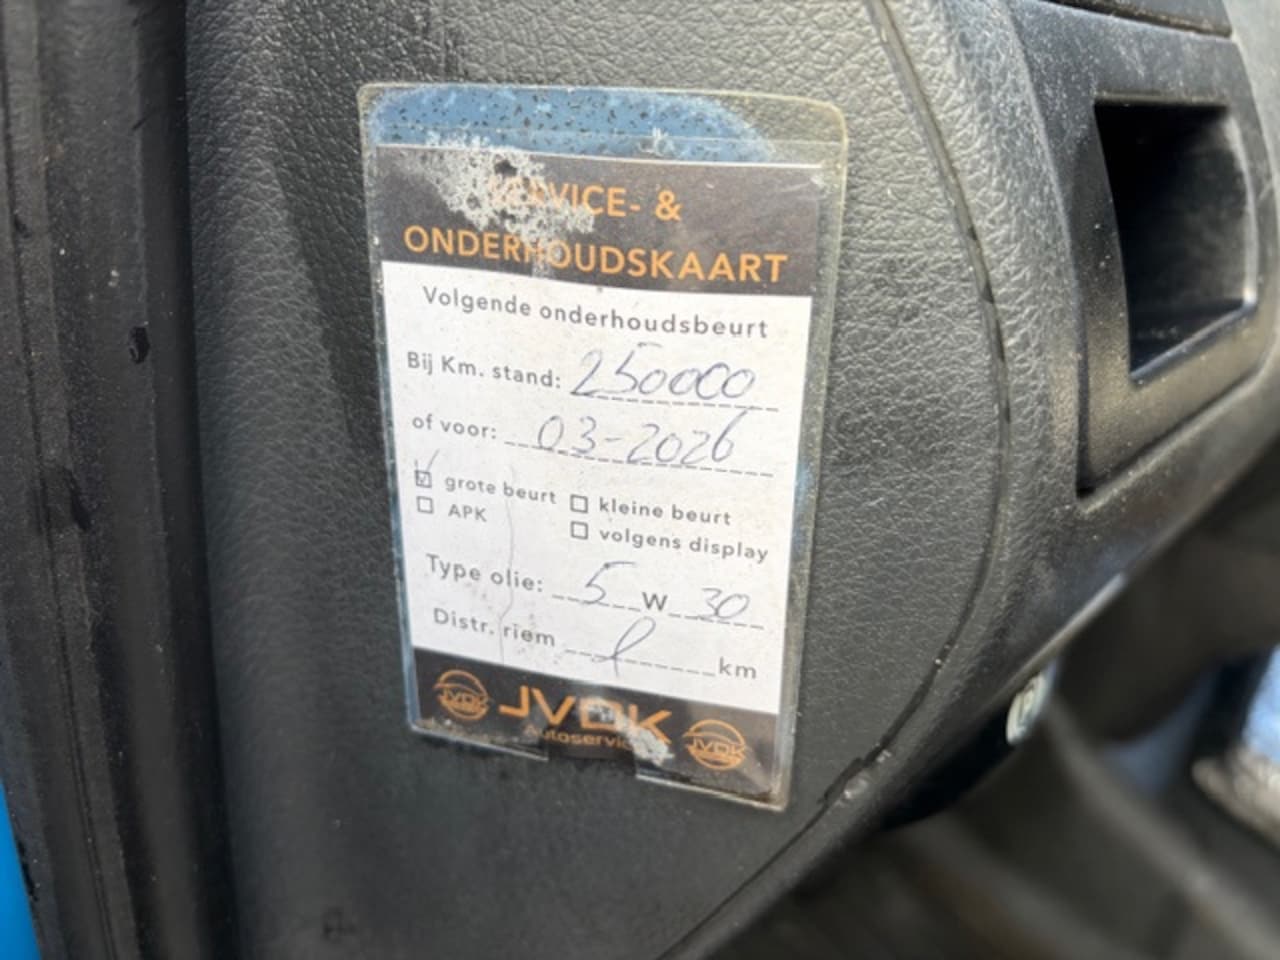 SERVICE- &
ONDERHOUDSKAART
Volgende onderhoudsbeurt
Bij Km. stand: 250000
of voor: 03-2026
grote beurt kleine beurt
APK volgens display
Type olie: 5 W 30
Distr. riem km
JVDK
Autoservice
JVDK
JVDK